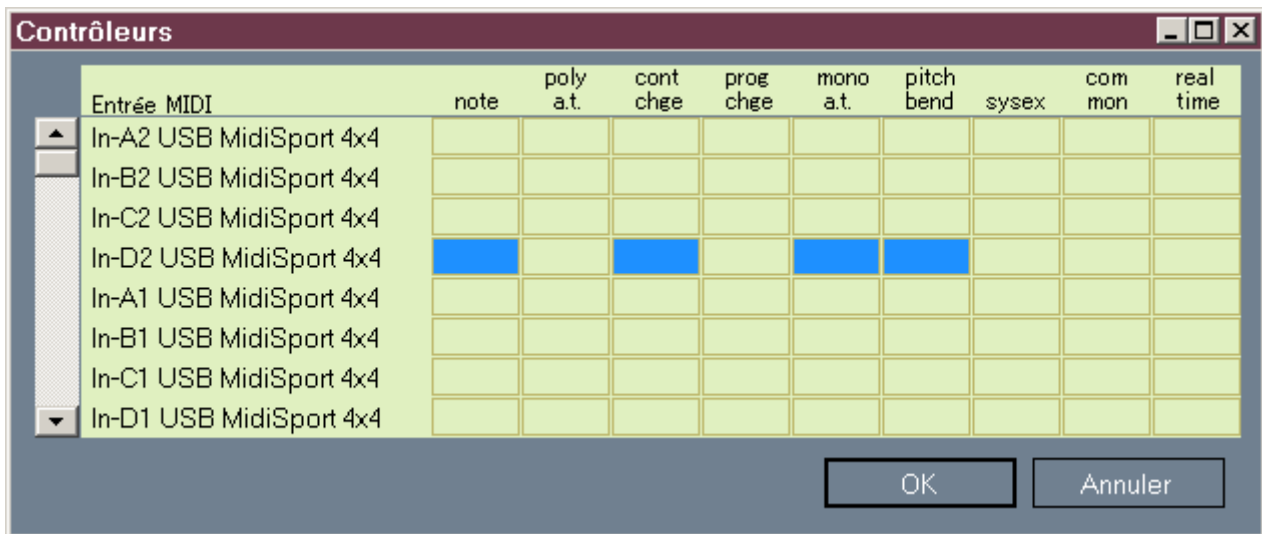 Contrôleurs
Entrée MIDI note poly a.t. cont chge prog chge mono a.t. pitch bend sysex com mon real time
In-A2 USB MidiSport 4x4
In-B2 USB MidiSport 4x4
In-C2 USB MidiSport 4x4
In-D2 USB MidiSport 4x4
In-A1 USB MidiSport 4x4
In-B1 USB MidiSport 4x4
In-C1 USB MidiSport 4x4
In-D1 USB MidiSport 4x4
OK Annuler